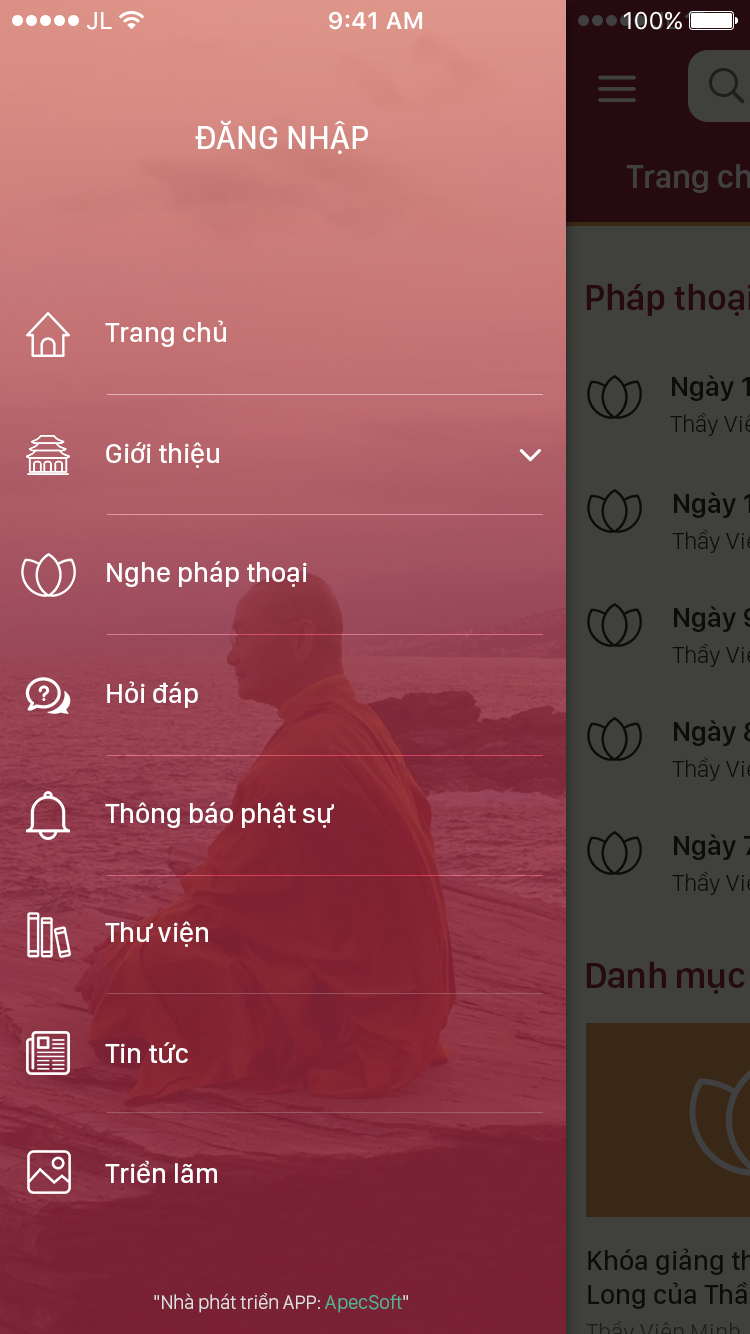 JL 9:41 AM 100%
ĐĂNG NHẬP
Trang chủ
Giới thiệu
Nghe pháp thoại
Hỏi đáp
Thông báo phật sự
Thư viện
Tin tức
Triển lãm
"Nhà phát triển APP: ApecSoft"
Trang ch
Pháp thoại
Ngày 1
Thầy Viê
Ngày 1
Thầy Viê
Ngày 9
Thầy Viê
Ngày 8
Thầy Viê
Ngày 7
Thầy Viê
Danh mục
Khóa giảng th
Long của Thầ
Thầy Viên Minh